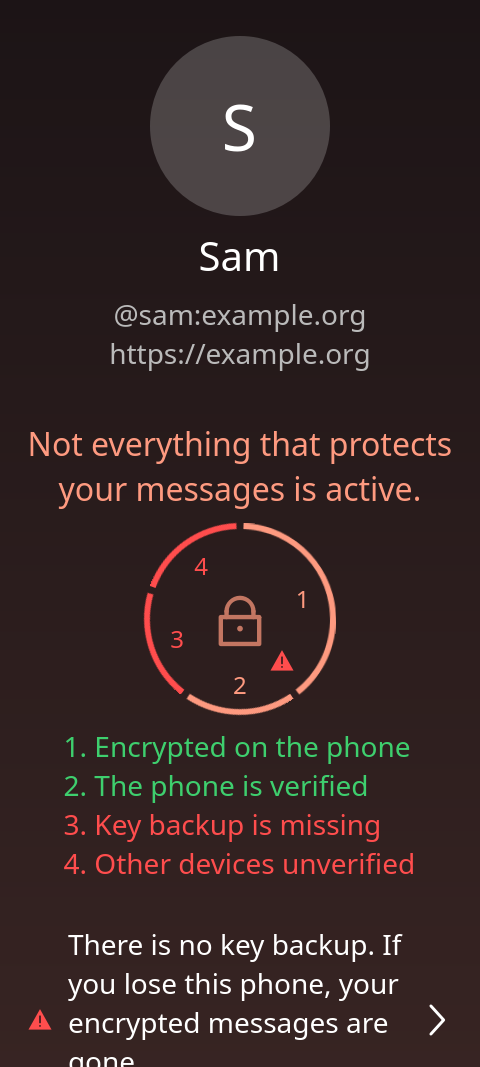 S
Sam
@sam:example.org
https://example.org
Not everything that protects
your messages is active.
4
1
3
2
1. Encrypted on the phone
2. The phone is verified
3. Key backup is missing
4. Other devices unverified
There is no key backup. If
you lose this phone, your
encrypted messages are
gone